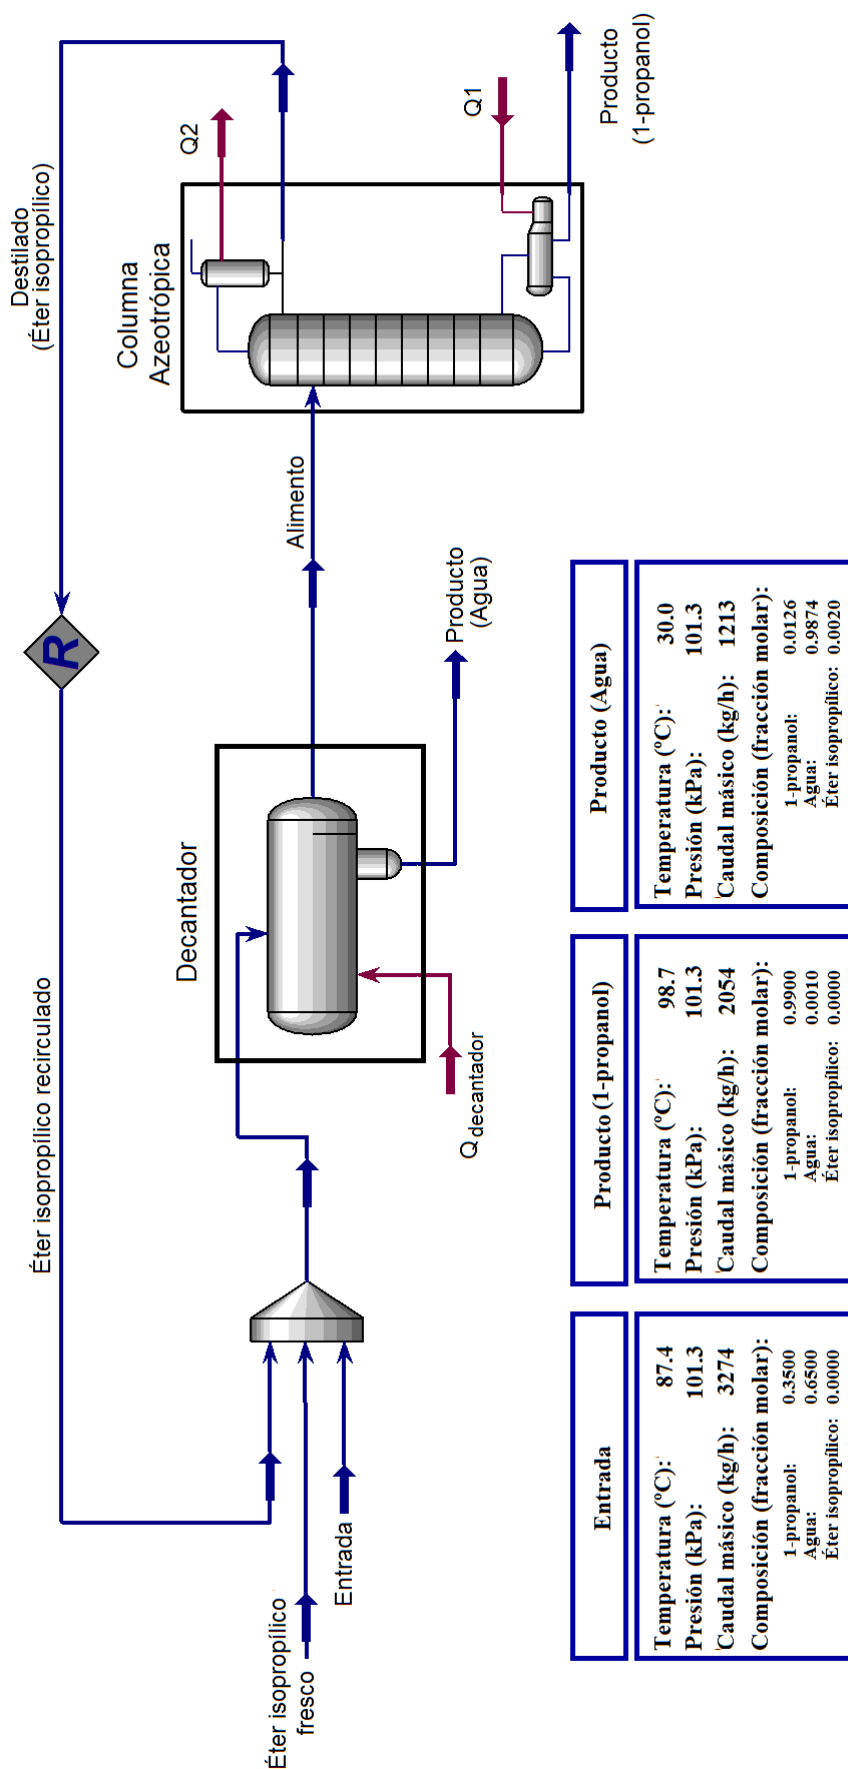 Éter isopropílico recirculado
R
Destilado
(Éter isopropílico)
Éter isopropílico
fresco
Entrada
Decantador
Qdecantador
Producto
(Agua)
Alimento
Columna
Azeotrópica
Q2
Q1
Producto
(1-propanol)
Entrada
Temperatura (ºC): 87.4
Presión (kPa): 101.3
Caudal másico (kg/h): 3274
Composición (fracción molar):
1-propanol: 0.3500
Agua: 0.6500
Éter isopropílico: 0.0000
Producto (1-propanol)
Temperatura (ºC): 98.7
Presión (kPa): 101.3
Caudal másico (kg/h): 2054
Composición (fracción molar):
1-propanol: 0.9900
Agua: 0.0010
Éter isopropílico: 0.0000
Producto (Agua)
Temperatura (ºC): 30.0
Presión (kPa): 101.3
Caudal másico (kg/h): 1213
Composición (fracción molar):
1-propanol: 0.0126
Agua: 0.9874
Éter isopropílico: 0.0020